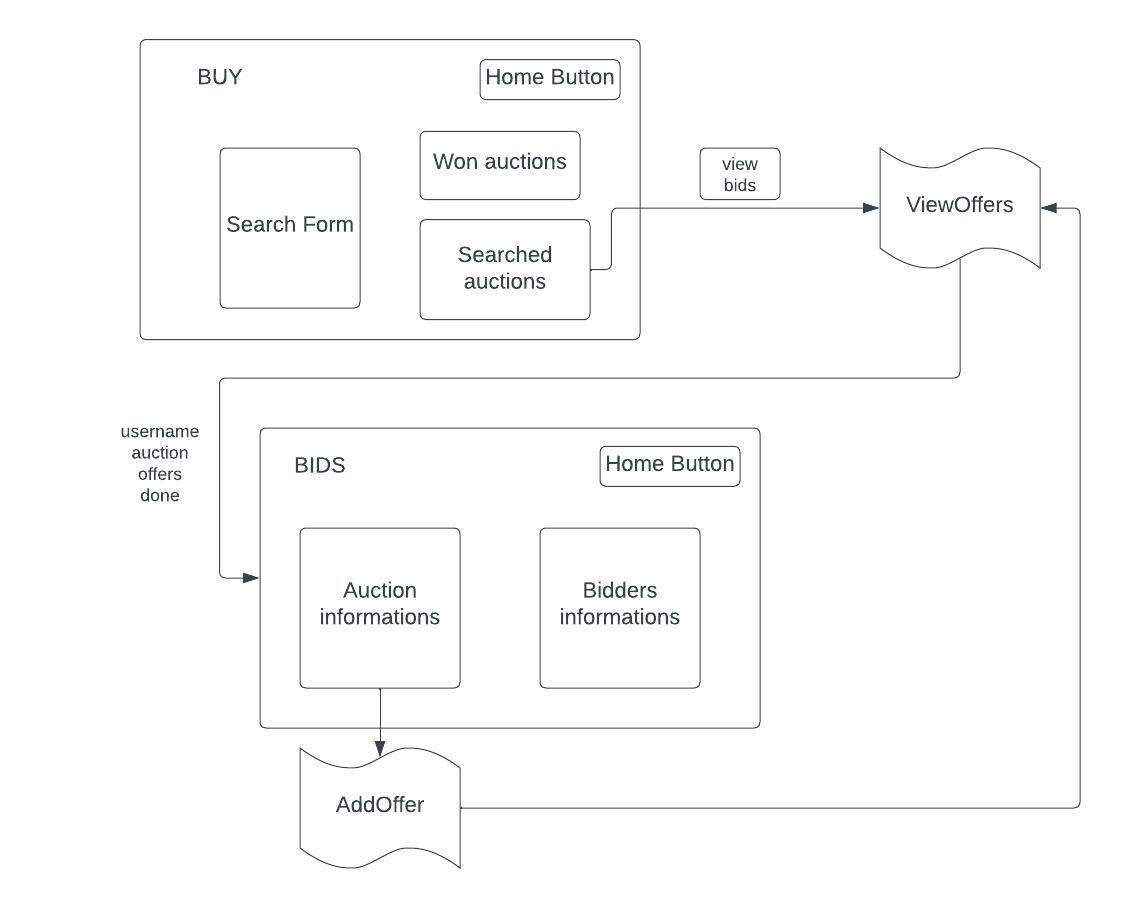 BUY
Home Button
Won auctions
Search Form
Searched
auctions
view
bids
ViewOffers
username
auction
offers
done
BIDS
Home Button
Auction
informations
Bidders
informations
AddOffer